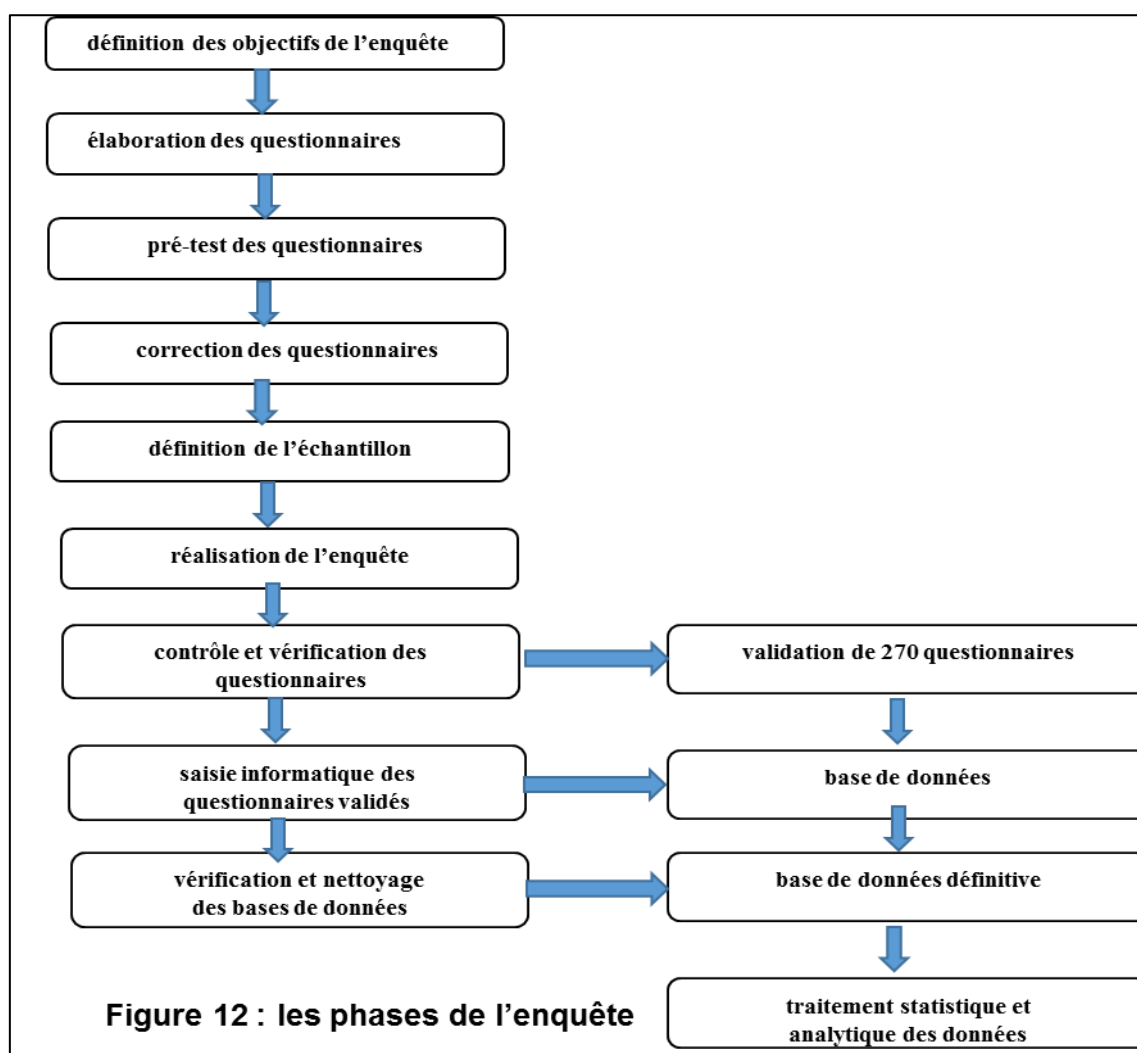 définition des objectifs de l’enquête
élaboration des questionnaires
pré-test des questionnaires
correction des questionnaires
définition de l’échantillon
réalisation de l’enquête
contrôle et vérification des
questionnaires
validation de 270 questionnaires
saisie informatique des
questionnaires validés
base de données
vérification et nettoyage
des bases de données
base de données définitive
traitement statistique et
analytique des données
Figure 12 : les phases de l’enquête